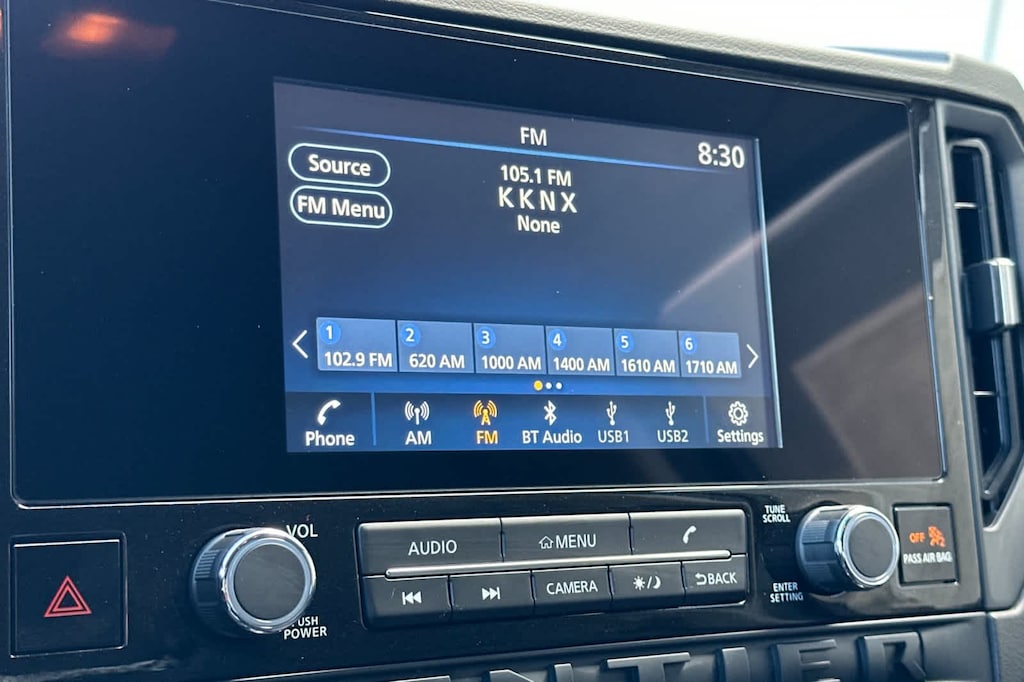 FM
8:30
Source
105.1 FM
KKNX
FM Menu
None
1 2 3 4 5 6
102.9 FM 620 AM 1000 AM 1400 AM 1610 AM 1710 AM
Phone AM FM BT Audio USB1 USB2 Settings
VOL
PUSH
POWER
AUDIO MENU
CAMERA BACK
TUNE
SCROLL
ENTER
SETTING
OFF
PASS AIR BAG